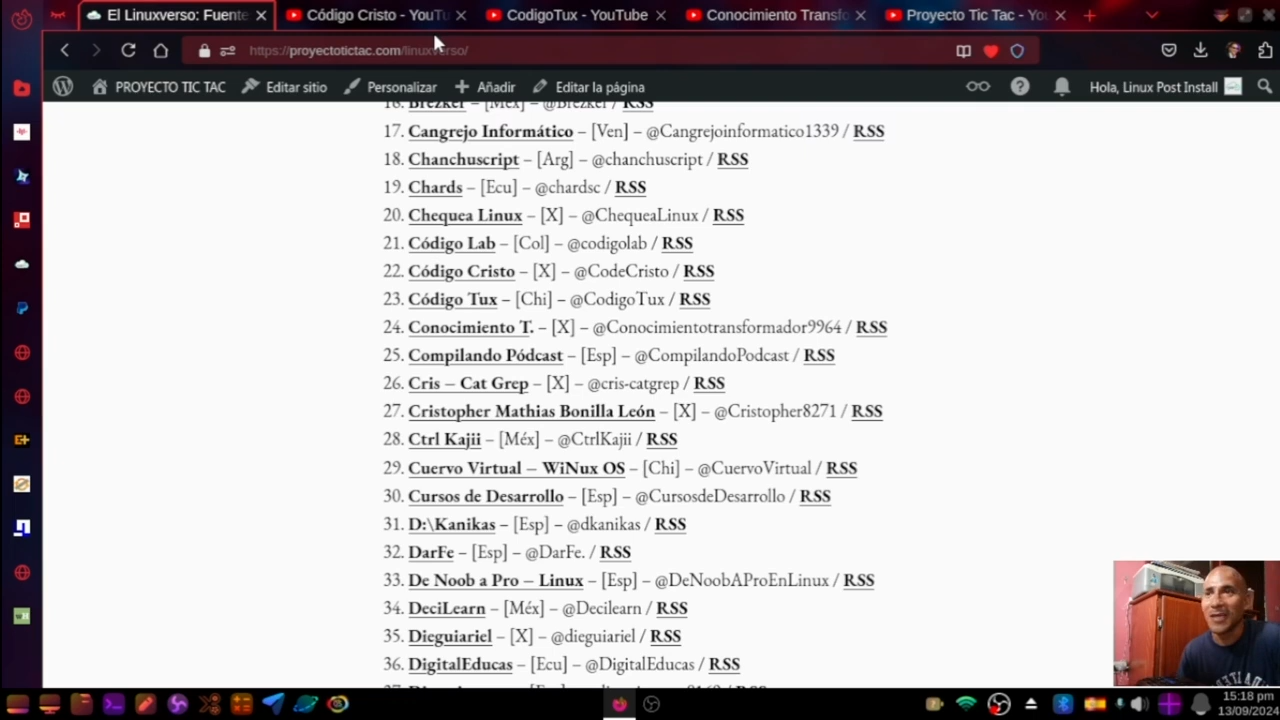 El Linuxverso: Fuente
Código Cristo - YouTu
CodigoTux - YouTube
Conocimiento Transfo
Proyecto Tic Tac - Yo
https://proyectotictac.com/linuxverso/
PROYECTO TIC TAC
Editar sitio
Personalizar
Añadir
Editar la página
Hola, Linux Post Install
16. Brezker – [Méx] – @Brezker / RSS
17. Cangrejo Informático – [Ven] – @Cangrejoinformatico1339 / RSS
18. Chanchuscript – [Arg] – @chanchuscript / RSS
19. Chards – [Ecu] – @chardsc / RSS
20. Chequea Linux – [X] – @ChequeaLinux / RSS
21. Código Lab – [Col] – @codigolab / RSS
22. Código Cristo – [X] – @CodeCristo / RSS
23. Código Tux – [Chi] – @CodigoTux / RSS
24. Conocimiento T. – [X] – @Conocimientotransformador9964 / RSS
25. Compilando Pódcast – [Esp] – @CompilandoPodcast / RSS
26. Cris – Cat Grep – [X] – @cris-catgrep / RSS
27. Cristopher Mathias Bonilla León – [X] – @Cristopher8271 / RSS
28. Ctrl Kajii – [Méx] – @CtrlKajii / RSS
29. Cuervo Virtual – WiNux OS – [Chi] – @CuervoVirtual / RSS
30. Cursos de Desarrollo – [Esp] – @CursosdeDesarrollo / RSS
31. D:\Kanikas – [Esp] – @dkanikas / RSS
32. DarFe – [Esp] – @DarFe. / RSS
33. De Noob a Pro – Linux – [Esp] – @DeNoobAProEnLinux / RSS
34. DeciLearn – [Méx] – @Decilearn / RSS
35. Dieguiariel – [X] – @dieguiariel / RSS
36. DigitalEducas – [Ecu] – @DigitalEducas / RSS
15:18 pm
13/09/2024